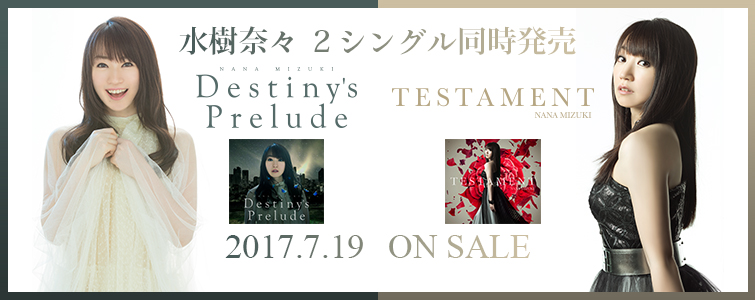 水樹奈々 2シングル同時発売
NANA MIZUKI
Destiny's
Prelude
TESTAMENT
NANA MIZUKI
Destiny's
Prelude
TESTAMENT
2017.7.19 ON SALE